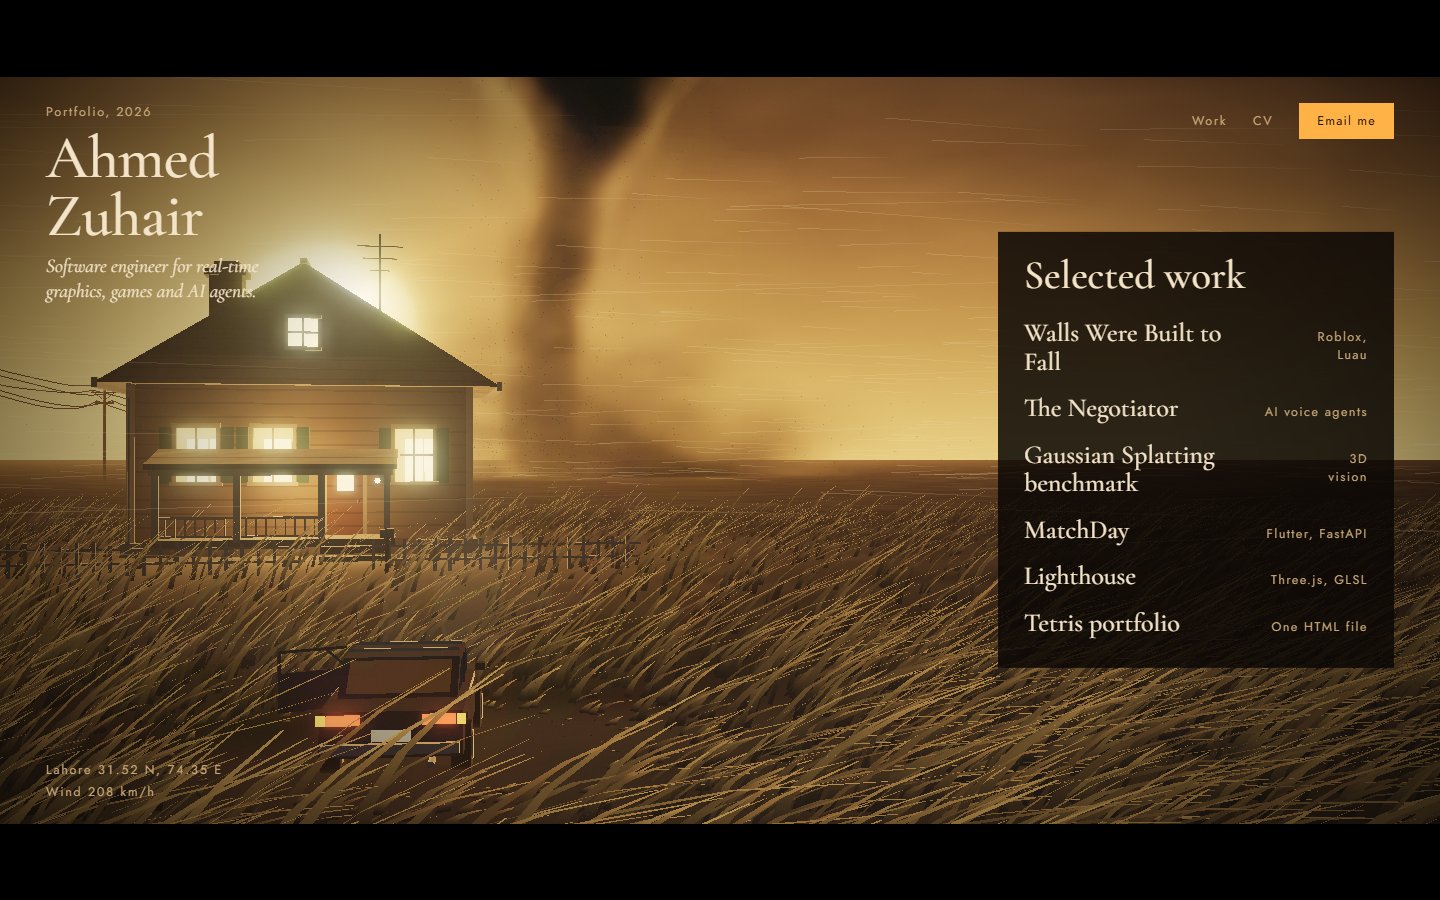 Portfolio, 2026
Ahmed
Zuhair
Software engineer for real-time
graphics, games and AI agents.
Work CV Email me
Selected work
Walls Were Built to
Fall
Roblox,
Luau
The Negotiator
AI voice agents
Gaussian Splatting
benchmark
3D
vision
MatchDay
Flutter, FastAPI
Lighthouse
Three.js, GLSL
Tetris portfolio
One HTML file
Lahore 31.52 N, 74.35 E
Wind 208 km/h